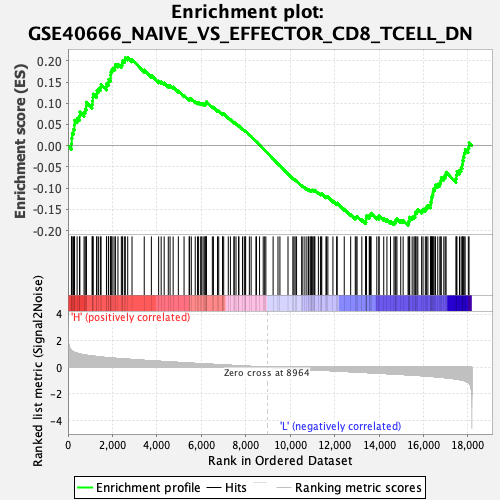 Enrichment plot:
GSE40666_NAIVE_VS_EFFECTOR_CD8_TCELL_DN
Enrichment score (ES)
0.20
0.15
0.10
0.05
0.00
-0.05
-0.10
-0.15
-0.20
Ranked list metric (Signal2Noise)
'H' (positively correlated)
4
2
0
-2
-4
Zero cross at 8964
'L' (negatively correlated)
0
2,000
4,000
6,000
8,000
10,000
12,000
14,000
16,000
18,000
Rank in Ordered Dataset
Enrichment profile
Hits
Ranking metric scores